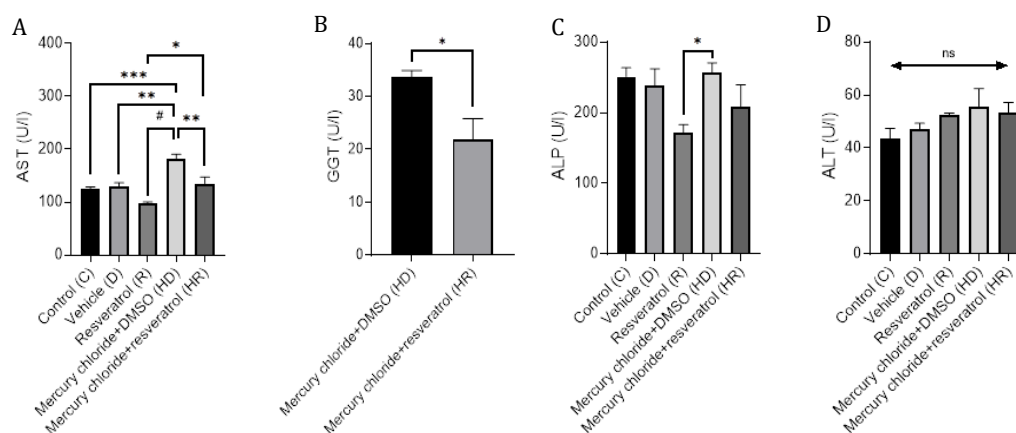 A
400
300
200
100
0
AST (U/I)
*
***
**
#
**
Control (C)
Vehicle (D)
Resveratrol (R)
Mercury chloride+DMSO (HD)
Mercury chloride+resveratrol (HR)
B
40
30
20
10
0
GGT (U/I)
*
Mercury chloride+DMSO (HD)
Mercury chloride+resveratrol (HR)
C
300
200
100
0
ALP (U/I)
*
Control (C)
Vehicle (D)
Resveratrol (R)
Mercury chloride+DMSO (HD)
Mercury chloride+resveratrol (HR)
D
80
60
40
20
0
ALT (U/I)
ns
Control (C)
Vehicle (D)
Resveratrol (R)
Mercury chloride+DMSO (HD)
Mercury chloride+resveratrol (HR)